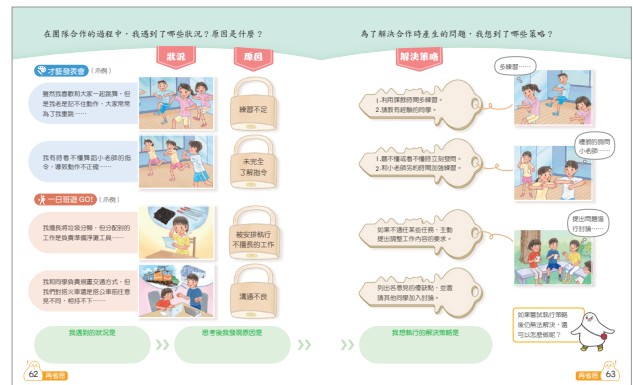 在團隊合作的過程中，我遇到了哪些狀況？原因是什麼？
狀況
原因
才藝發表會（示例）
雖然我喜歡和大家一起跳舞，但
是我老是記不住動作，大家常常
為了我重跳……
練習不足
我有時看不懂舞蹈小老師的指
令，導致動作不正確……
未完全
了解指令
一日班遊 GO!（示例）
我擅長將垃圾分類，但分配到的
工作是負責準備淨灘工具……
被安排執行
不擅長的工作
我和同學負責規畫交通方式，但
我們對搭火車還是搭公車前往意
見不同，相持不下……
溝通不良
我遇到的狀況是
思考後我發現原因是
62 再省思
為了解決合作時產生的問題，我想到了哪些策略？
解決策略
1.利用課餘時間多練習。
2.請教有經驗的同學。
多練習……
1.聽不懂或看不懂時立刻發問。
2.和小老師另約時間加強練習。
禮貌的詢問
小老師……
如果不適任某些任務，主動
提出調整工作內容的要求。
提出問題進
行討論……
列出各意見的優缺點，並邀
請其他同學加入討論。
如果嘗試執行策略
後仍無法解決，還
可以怎麼做呢？
我想執行的解決策略是
再省思 63